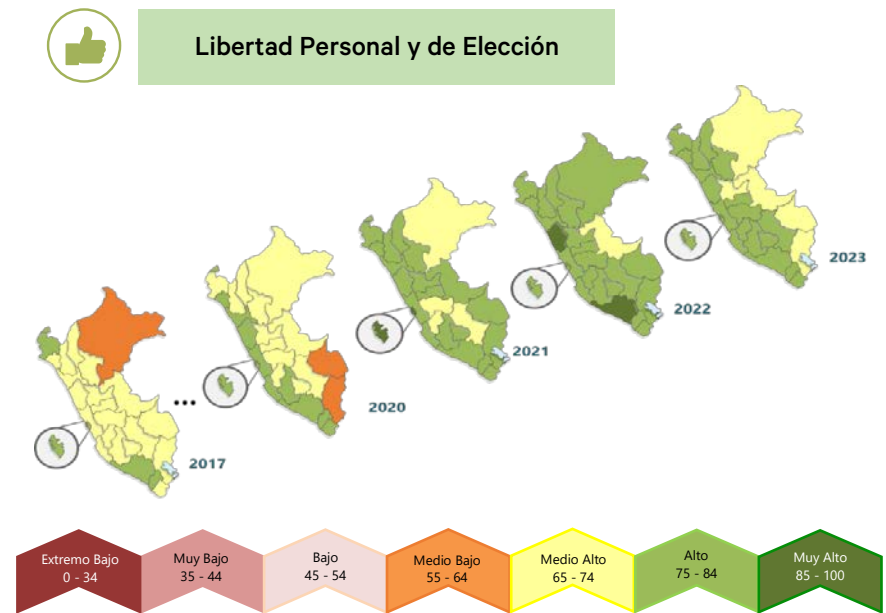 Libertad Personal y de Elección
2023
2022
2021
...
2020
2017
Extremo Bajo
0 - 34
Muy Bajo
35 - 44
Bajo
45 - 54
Medio Bajo
55 - 64
Medio Alto
65 - 74
Alto
75 - 84
Muy Alto
85 - 100